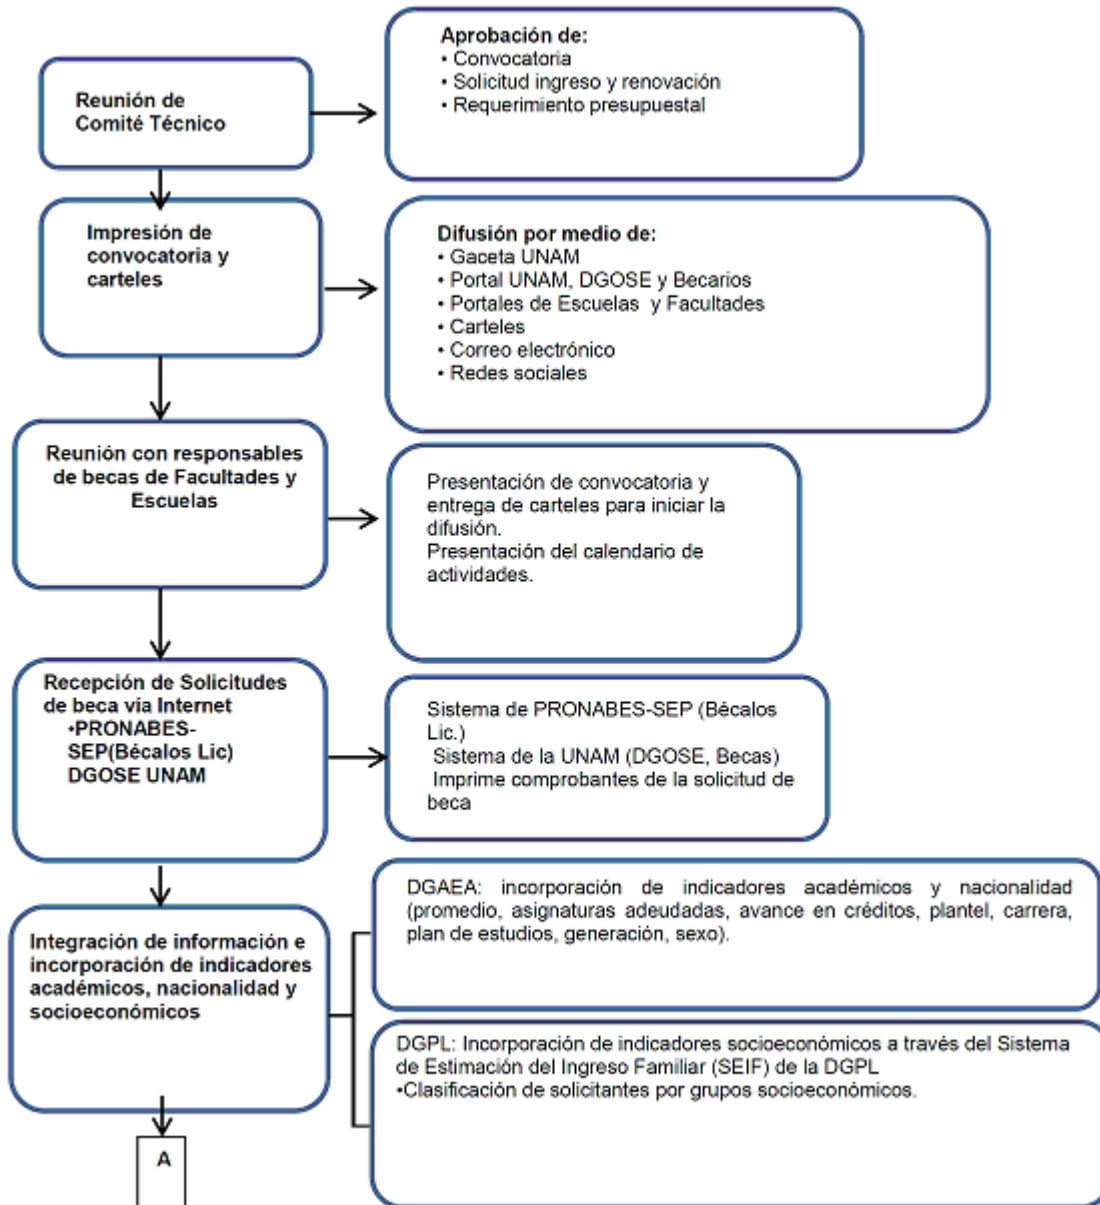 Reunión de
Comité Técnico
Aprobación de:
• Convocatoria
• Solicitud ingreso y renovación
• Requerimiento presupuestal
Impresión de
convocatoria y
carteles
Difusión por medio de:
• Gaceta UNAM
• Portal UNAM, DGOSE y Becarios
• Portales de Escuelas y Facultades
• Carteles
• Correo electrónico
• Redes sociales
Reunión con responsables
de becas de Facultades y
Escuelas
Presentación de convocatoria y
entrega de carteles para iniciar la
difusión.
Presentación del calendario de
actividades.
Recepción de Solicitudes
de beca vía Internet
•PRONABES-
SEP(Bécalos Lic)
DGOSE UNAM
Sistema de PRONABES-SEP (Bécalos
Lic.)
Sistema de la UNAM (DGOSE, Becas)
Imprime comprobantes de la solicitud de
beca
Integración de información e
incorporación de indicadores
académicos, nacionalidad y
socioeconómicos
DGAEA: incorporación de indicadores académicos y nacionalidad
(promedio, asignaturas adeudadas, avance en créditos, plantel, carrera,
plan de estudios, generación, sexo).
DGPL: Incorporación de indicadores socioeconómicos a través del Sistema
de Estimación del Ingreso Familiar (SEIF) de la DGPL
•Clasificación de solicitantes por grupos socioeconómicos.
A